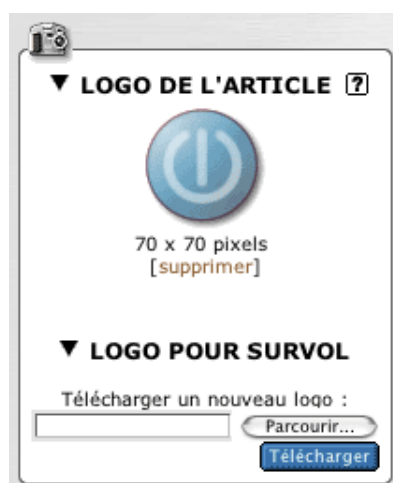 ▼ LOGO DE L'ARTICLE ?
70 x 70 pixels
[supprimer]
▼ LOGO POUR SURVOL
Télécharger un nouveau logo :
Parcourir...
Télécharger